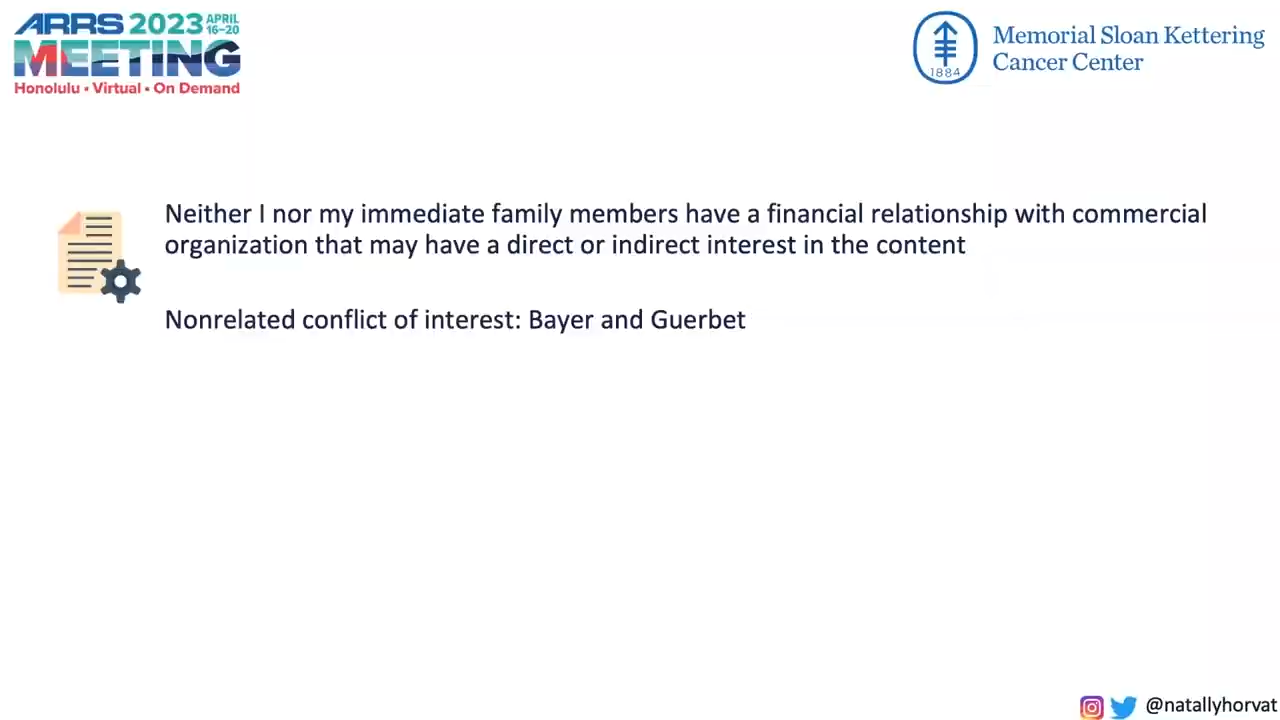 ARRS 2023 APRIL 16–20
MEETING
Honolulu • Virtual • On Demand
1884
Memorial Sloan Kettering
Cancer Center
Neither I nor my immediate family members have a financial relationship with commercial
organization that may have a direct or indirect interest in the content
Nonrelated conflict of interest: Bayer and Guerbet
@natallyhorvat